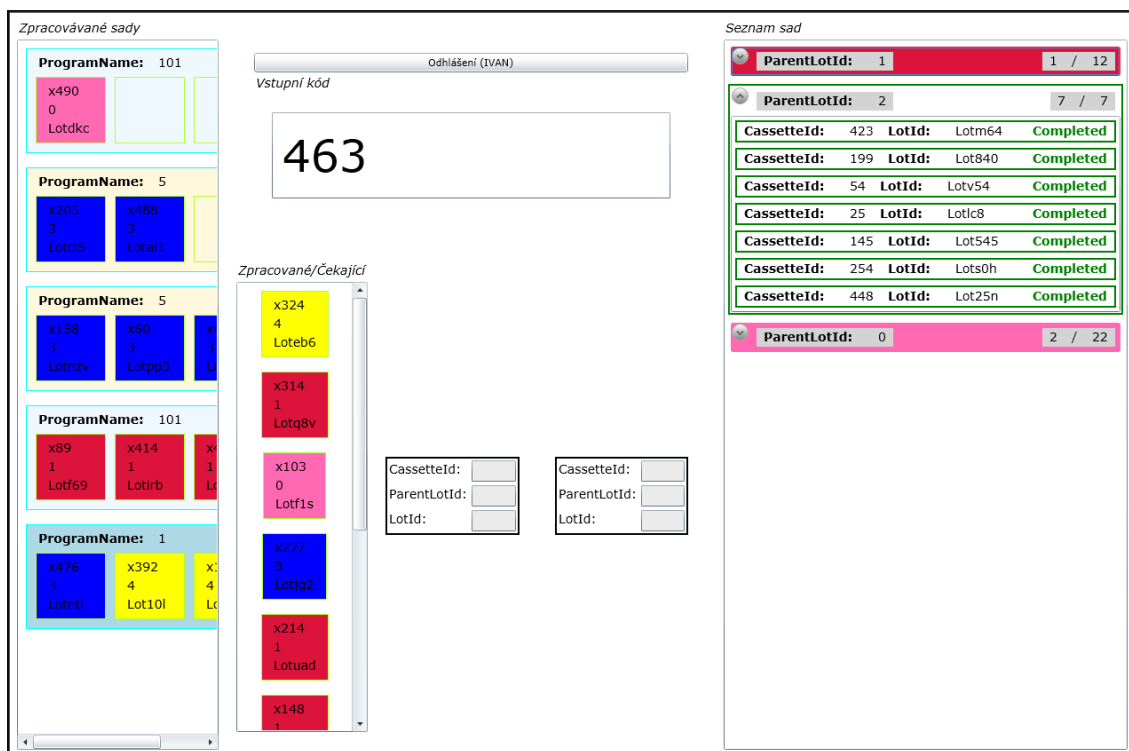 Zpracovávané sady
ProgramName: 101
x490
0
Lotdkc
ProgramName: 5
x205 x488
3 3
Lotci5 Lotal1
ProgramName: 5
x158 x60
3 3 3
Lotnzv Lotpp3
ProgramName: 101
x89 x414
1 1 1
Lotf69 Lotirb
ProgramName: 1
x476 x392
3 4 4
Lotntl Lot10l
Odhlášení (IVAN)
Vstupní kód
463
Zpracované/Čekající
x324
4
Loteb6
x314
1
Lotq8v
x103
0
Lotf1s
x227
3
Lotjg2
x214
1
Lotuad
x148
1
CassetteId:
ParentLotId:
LotId:
CassetteId:
ParentLotId:
LotId:
Seznam sad
ParentLotId: 1 1 / 12
ParentLotId: 2 7 / 7
CassetteId: 423 LotId: Lotm64 Completed
CassetteId: 199 LotId: Lot840 Completed
CassetteId: 54 LotId: Lotv54 Completed
CassetteId: 25 LotId: Lotlc8 Completed
CassetteId: 145 LotId: Lot545 Completed
CassetteId: 254 LotId: Lots0h Completed
CassetteId: 448 LotId: Lot25n Completed
ParentLotId: 0 2 / 22